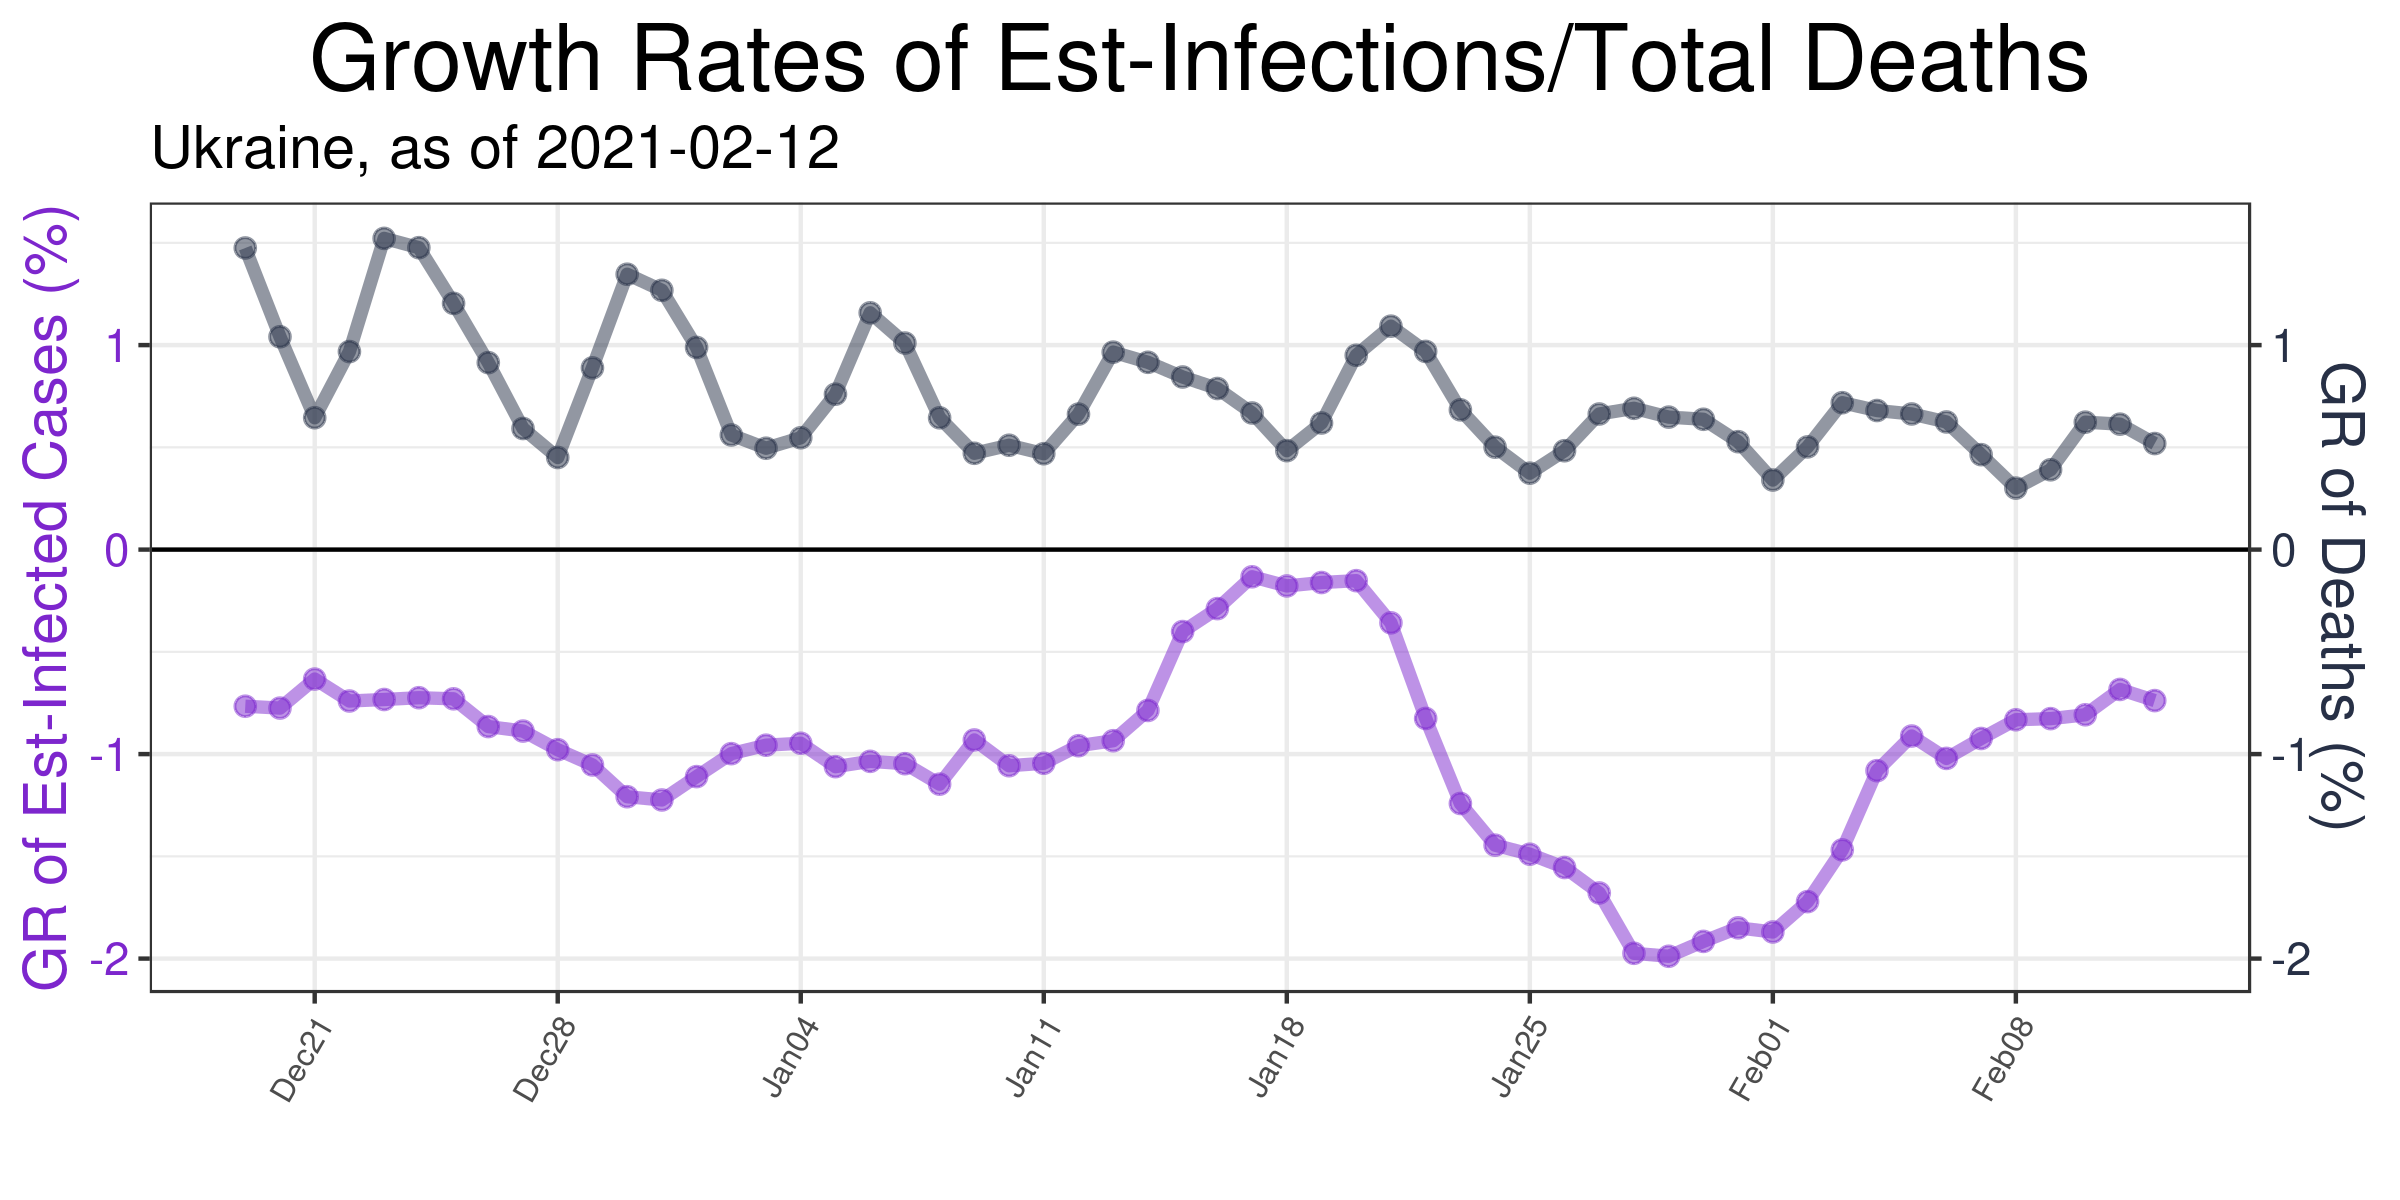 Growth Rates of Est-Infections/Total Deaths
Ukraine, as of 2021-02-12
GR of Est-Infected Cases (%)
1
0
-1
-2
1
0
-1
-2
GR of Deaths (%)
Dec21
Dec28
Jan04
Jan11
Jan18
Jan25
Feb01
Feb08